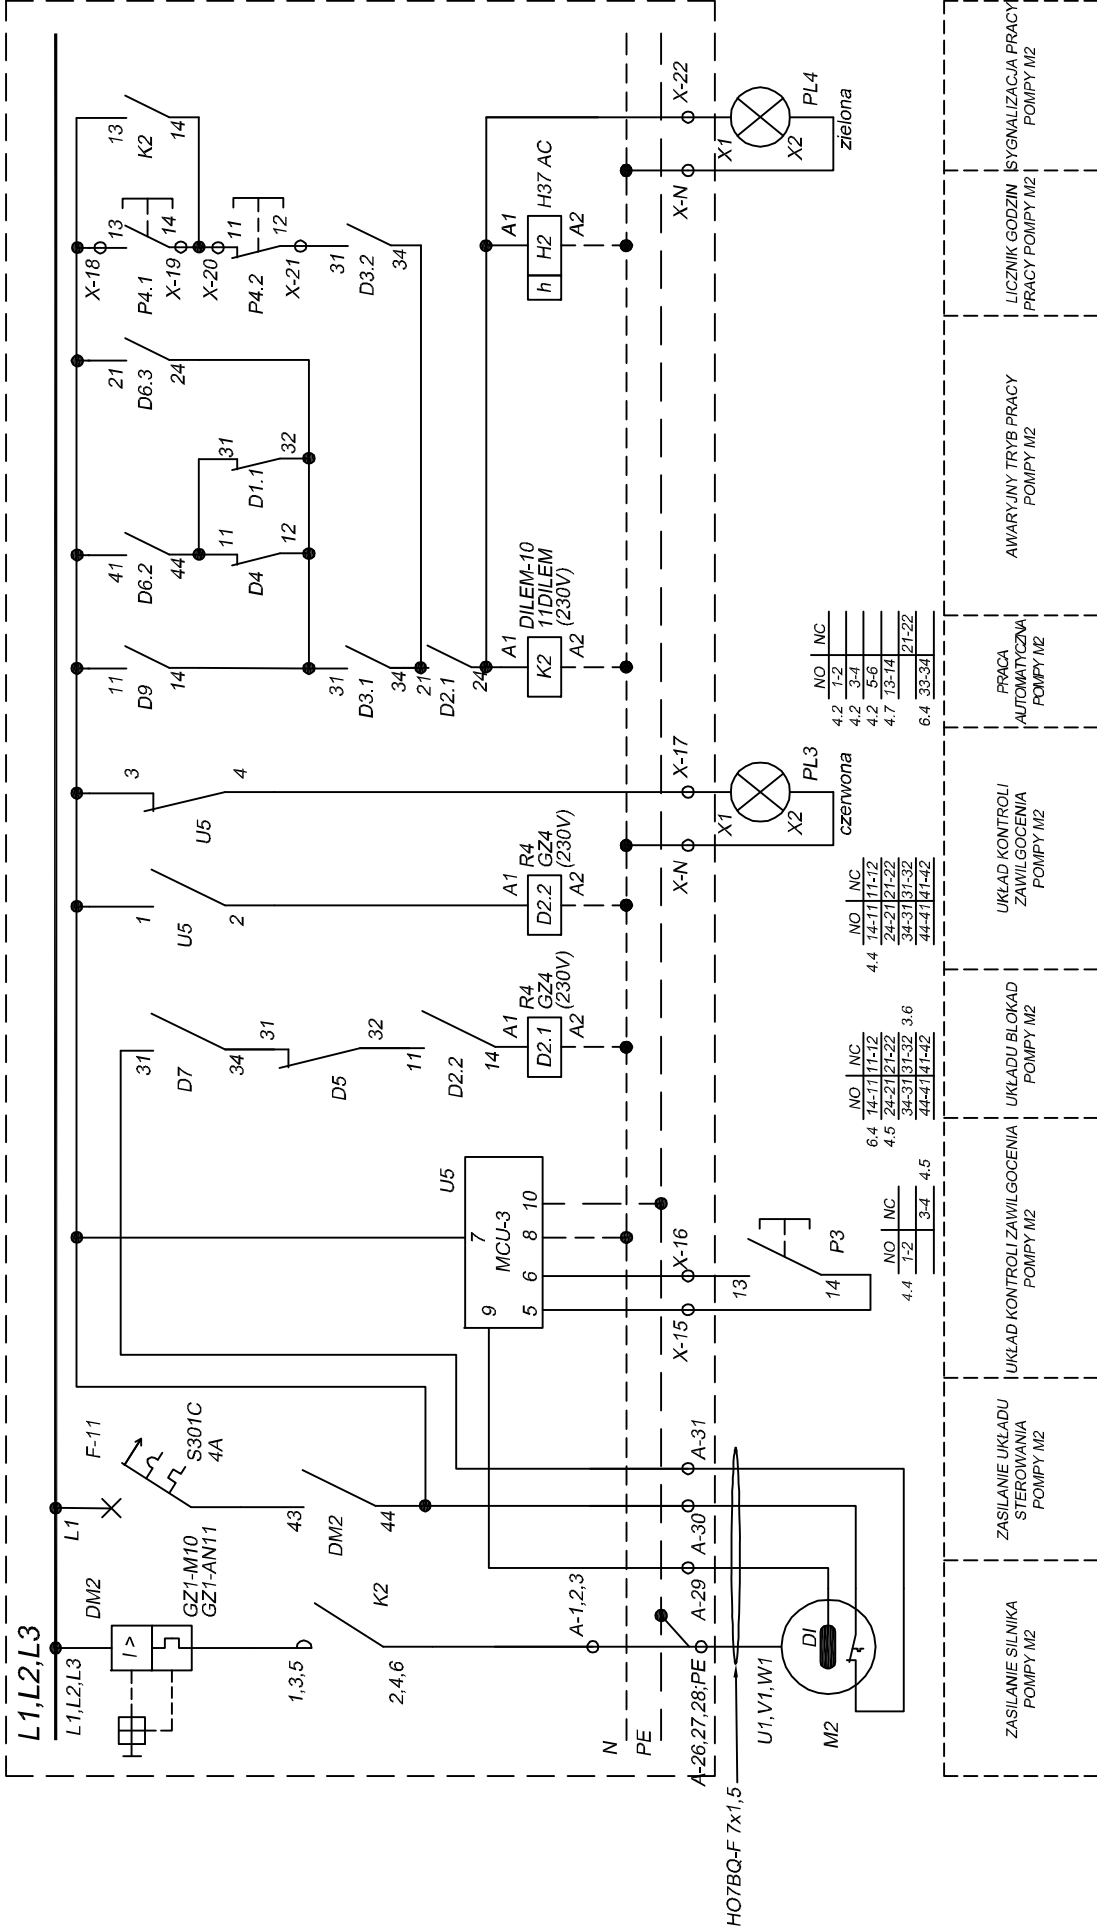 L1,L2,L3
L1,L2,L3
DM2
I >
GZ1-M10
GZ1-AN11
1,3,5
K2
2,4,6
A-1,2,3
N
PE
A-26,27,28;PE
A-29
A-30
A-31
HO7BQ-F 7x1,5
U1,V1,W1
DI
M2
L1
F-11
S301C
4A
43
DM2
44
U5
MCU-3
7
9
5
6
8
10
X-15
X-16
13
14
P3
31
D7
34
31
D5
32
11
D2.2
14
A1
R4
GZ4
(230V)
D2.1
A2
1
U5
2
A1
R4
GZ4
(230V)
D2.2
A2
3
U5
4
X-N
X-17
X1
X2
PL3
czerwona
11
D9
14
31
D3.1
34
21
D2.1
24
A1
DILEM-10
11DILEM
(230V)
K2
A2
41
D6.2
44
11
D4
12
31
D1.1
32
21
D6.3
24
X-18
13
P4.1
14
X-19
X-20
11
P4.2
12
X-21
31
D3.2
34
13
K2
14
A1
H37 AC
h
H2
A2
X-N
X-22
X1
X2
PL4
zielona
NO NC
4.4 1-2
3-4 4.5
NO NC
6.4 14-11 11-12
4.5 24-21 21-22
34-31 31-32 3.6
44-41 41-42
NO NC
4.4 14-11 11-12
24-21 21-22
34-31 31-32
44-41 41-42
NO NC
4.2 1-2
4.2 3-4
4.2 5-6
4.7 13-14
21-22
6.4 33-34
ZASILANIE SILNIKA
POMPY M2
ZASILANIE UKŁADU
STEROWANIA
POMPY M2
UKŁAD KONTROLI ZAWILGOCENIA
POMPY M2
UKŁADU BLOKAD
POMPY M2
UKŁAD KONTROLI
ZAWILGOCENIA
POMPY M2
PRACA
AUTOMATYCZNA
POMPY M2
AWARYJNY TRYB PRACY
POMPY M2
LICZNIK GODZIN
PRACY POMPY M2
SYGNALIZACJA PRACY
POMPY M2